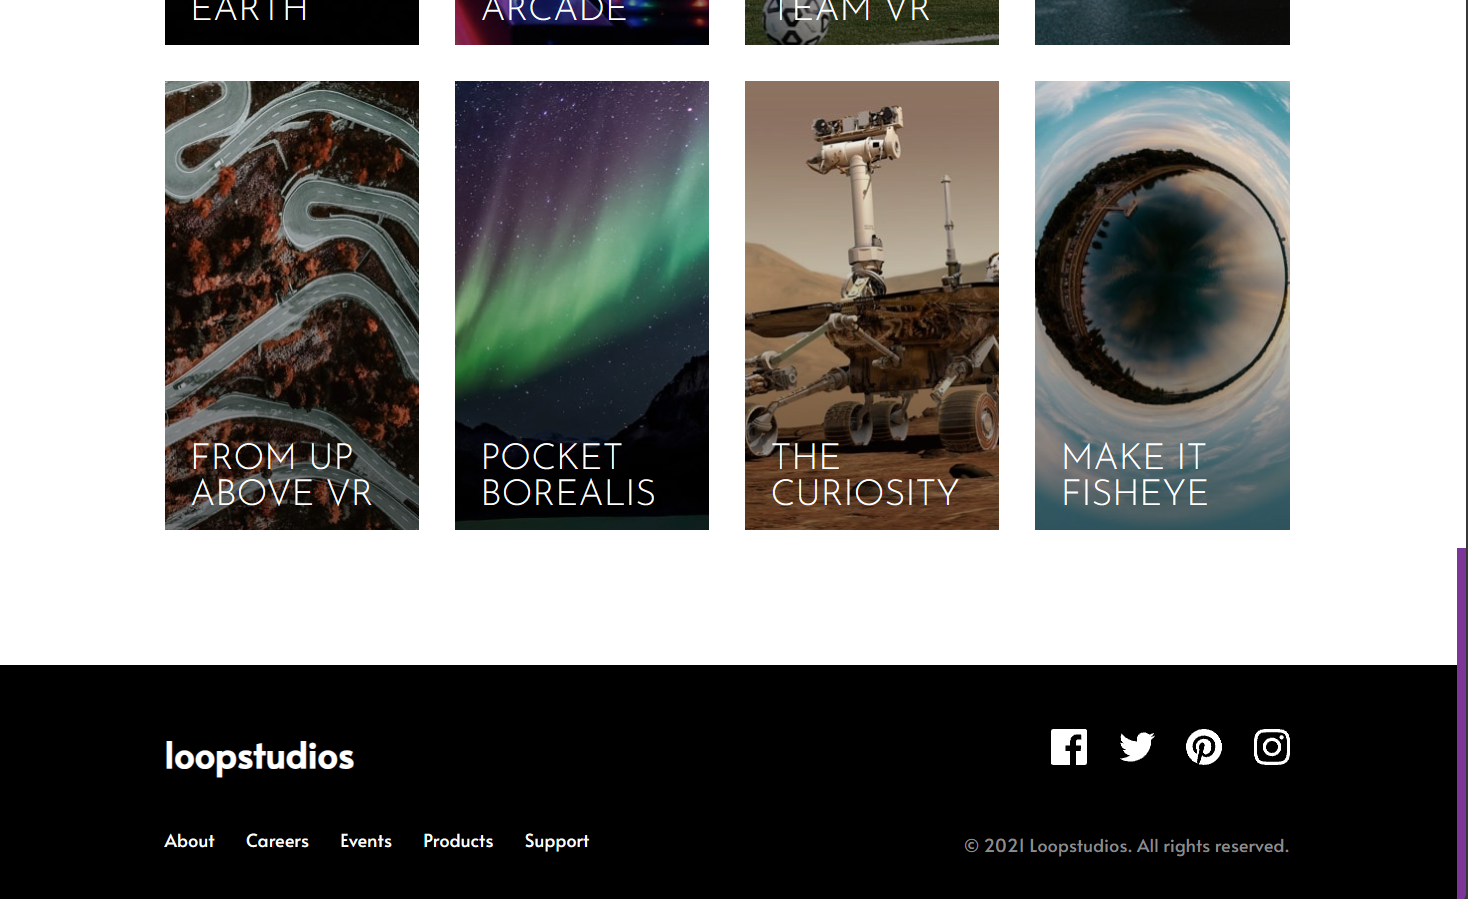 EARTH
ARCADE
TEAM VR
FROM UP
ABOVE VR
POCKET
BOREALIS
THE
CURIOSITY
MAKE IT
FISHEYE
loopstudios
About Careers Events Products Support
© 2021 Loopstudios. All rights reserved.